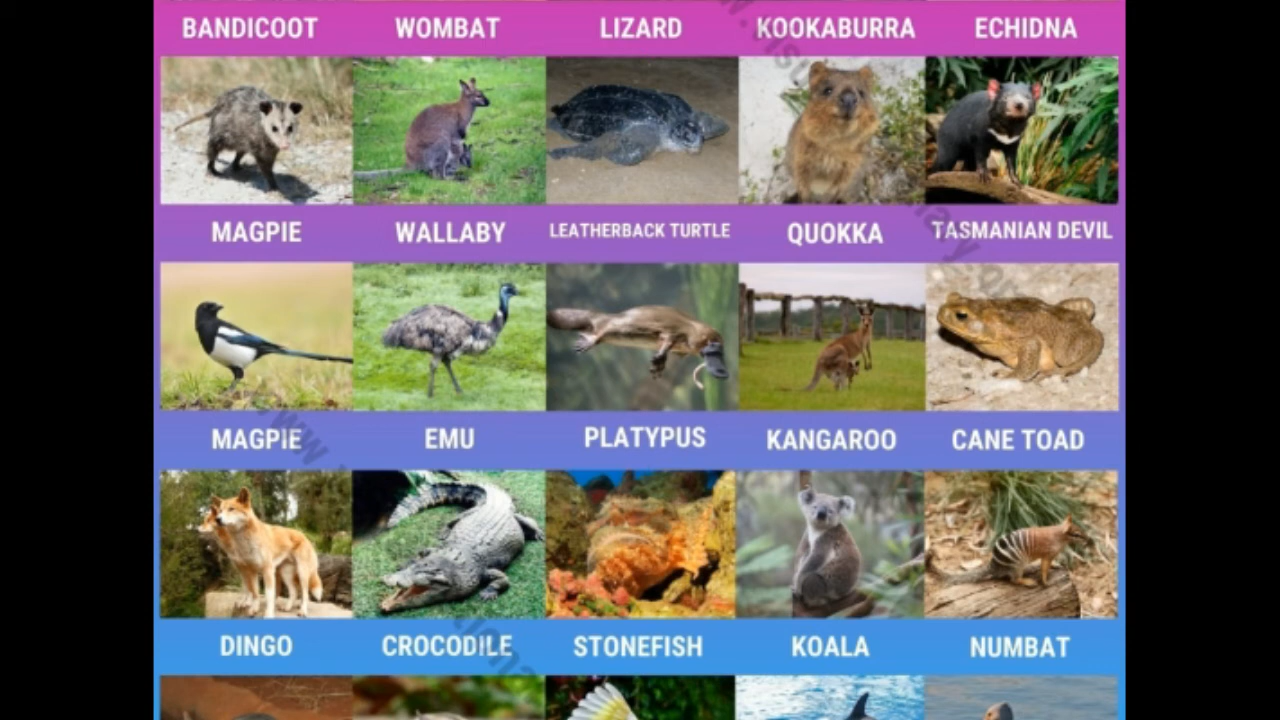 BANDICOOT WOMBAT LIZARD KOOKABURRA ECHIDNA
MAGPIE WALLABY LEATHERBACK TURTLE QUOKKA TASMANIAN DEVIL
MAGPIE EMU PLATYPUS KANGAROO CANE TOAD
DINGO CROCODILE STONEFISH KOALA NUMBAT